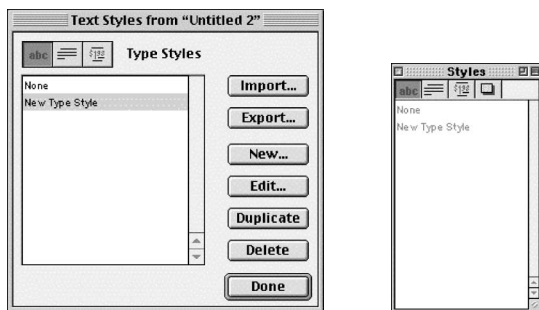 Text Styles from “Untitled 2”
abc Type Styles
None
New Type Style
Import...
Export...
New...
Edit...
Duplicate
Delete
Done
Styles
abc
None
New Type Style